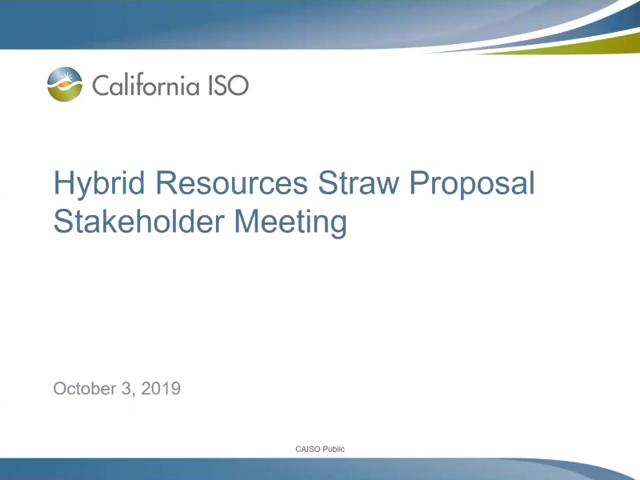 California ISO
Hybrid Resources Straw Proposal
Stakeholder Meeting
October 3, 2019
CAISO Public